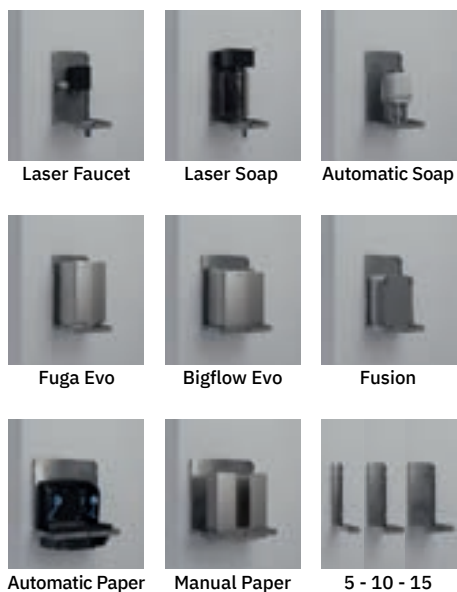 Laser Faucet
Laser Soap
Automatic Soap
Fuga Evo
Bigflow Evo
Fusion
Automatic Paper
Manual Paper
5 - 10 - 15